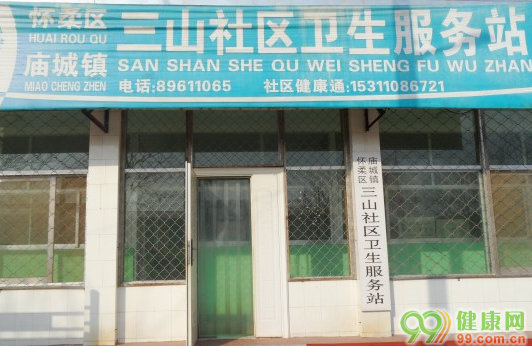 怀柔区 三山社区卫生服务站
HUAI ROU QU SAN SHAN SHE QU WEI SHENG FU WU ZHAN
庙城镇
MIAO CHENG ZHEN
电话:89611065 社区健康通:15311086721
怀柔区
庙城镇
三山社区卫生服务站
99健康网
99.com.cn